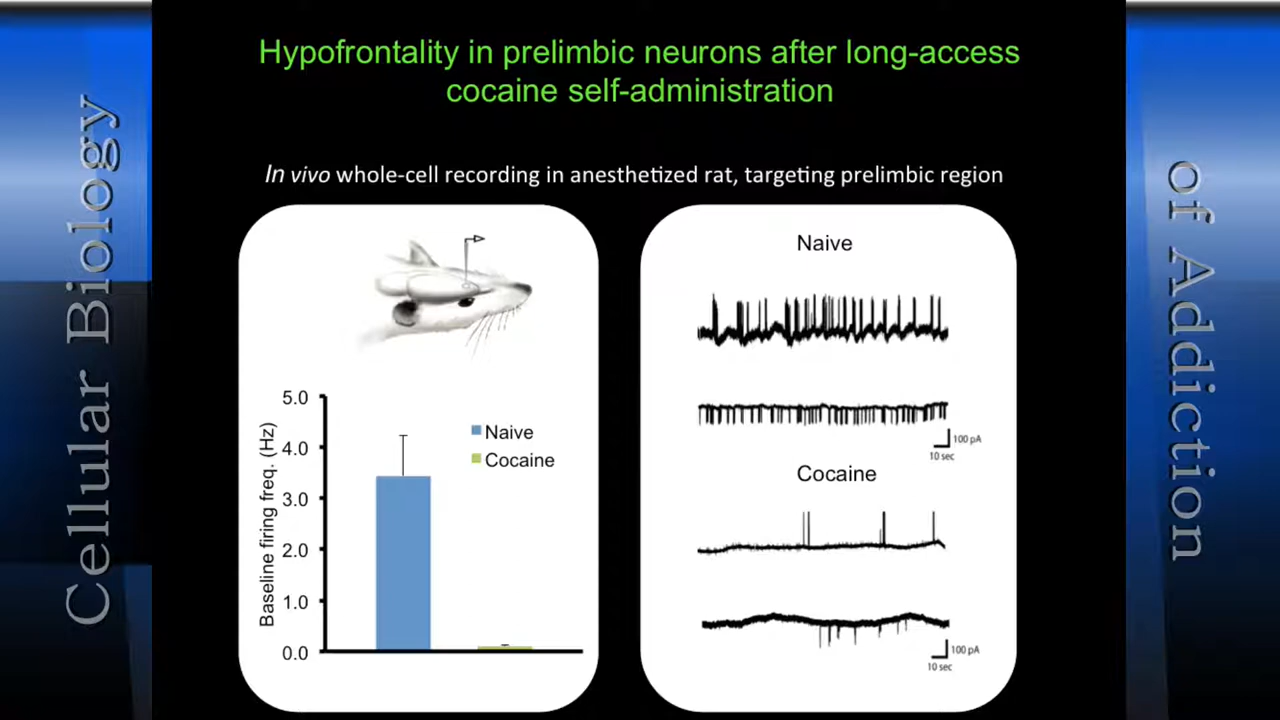 Cellular Biology
of Addiction
Hypofrontality in prelimbic neurons after long-access
cocaine self-administration
In vivo whole-cell recording in anesthetized rat, targeting prelimbic region
Baseline firing freq. (Hz)
5.0
4.0
3.0
2.0
1.0
0.0
Naive
Cocaine
Naive
100 pA
10 sec
Cocaine
100 pA
10 sec